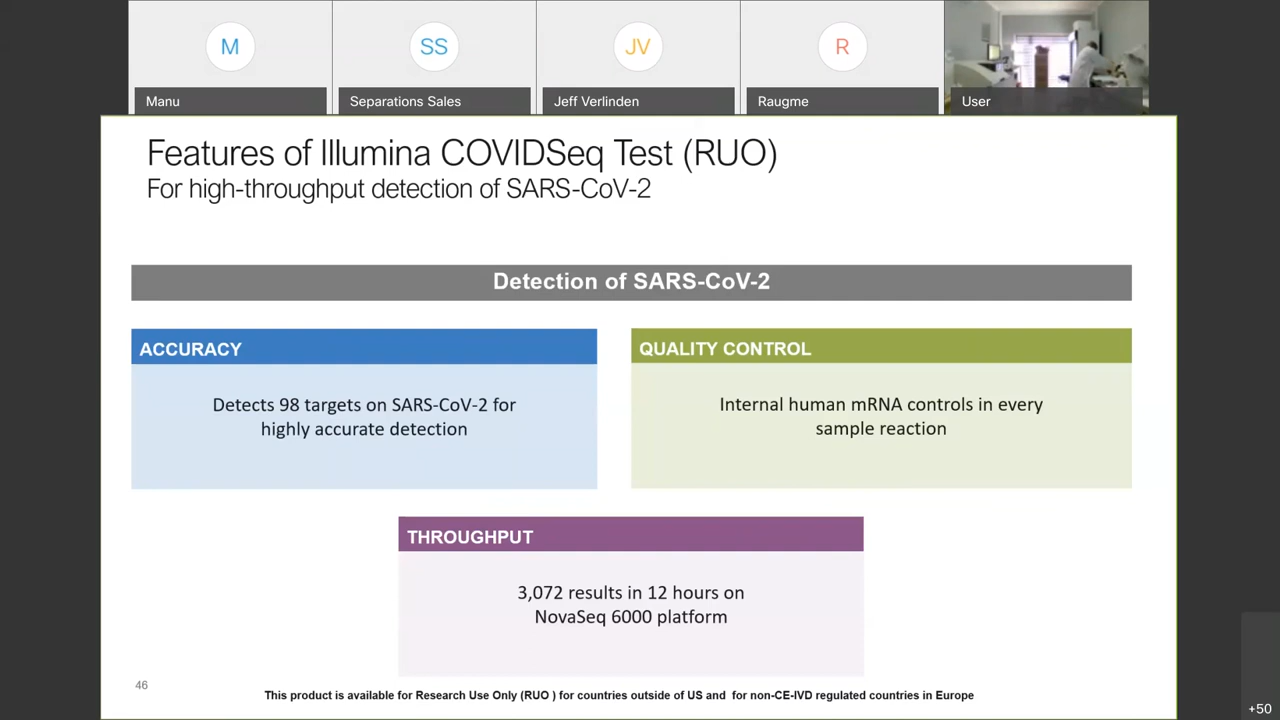 M
SS
JV
R
Manu
Separations Sales
Jeff Verlinden
Raugme
User
Features of Illumina COVIDSeq Test (RUO)
For high-throughput detection of SARS-CoV-2
Detection of SARS-CoV-2
ACCURACY
Detects 98 targets on SARS-CoV-2 for
highly accurate detection
QUALITY CONTROL
Internal human mRNA controls in every
sample reaction
THROUGHPUT
3,072 results in 12 hours on
NovaSeq 6000 platform
46
This product is available for Research Use Only (RUO ) for countries outside of US and for non-CE-IVD regulated countries in Europe
+50